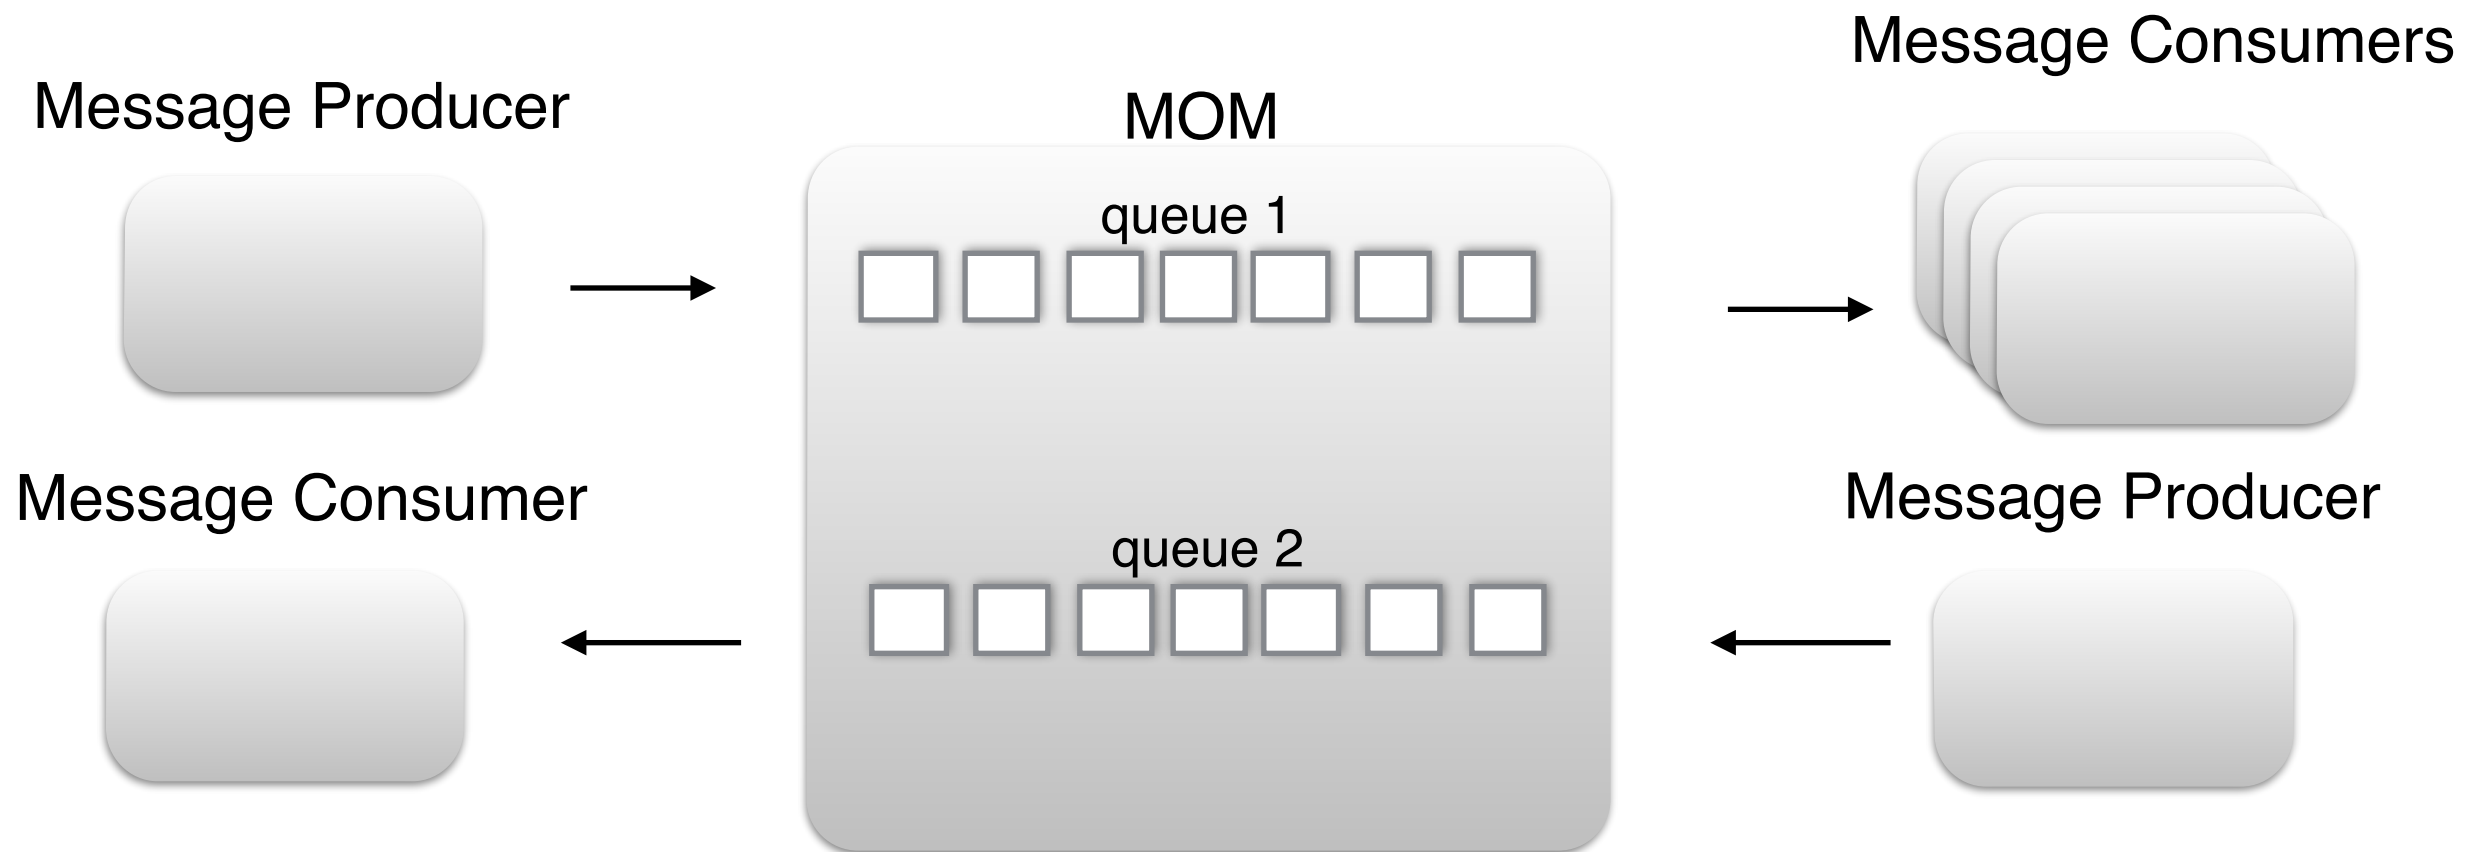 Message Consumers
Message Producer
MOM
queue 1
Message Consumer
Message Producer
queue 2